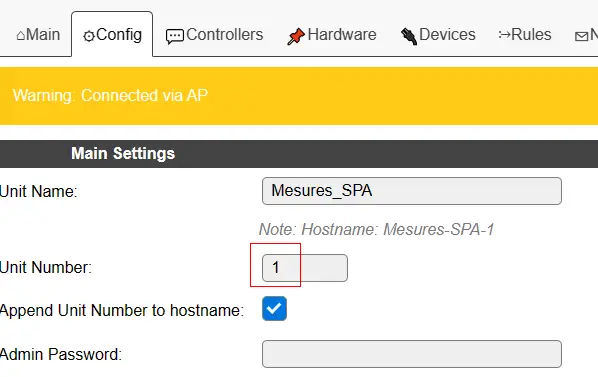 Main Config Controllers Hardware Devices Rules N
Warning: Connected via AP
Main Settings
Unit Name: Mesures_SPA
Note: Hostname: Mesures-SPA-1
Unit Number: 1
Append Unit Number to hostname:
Admin Password: